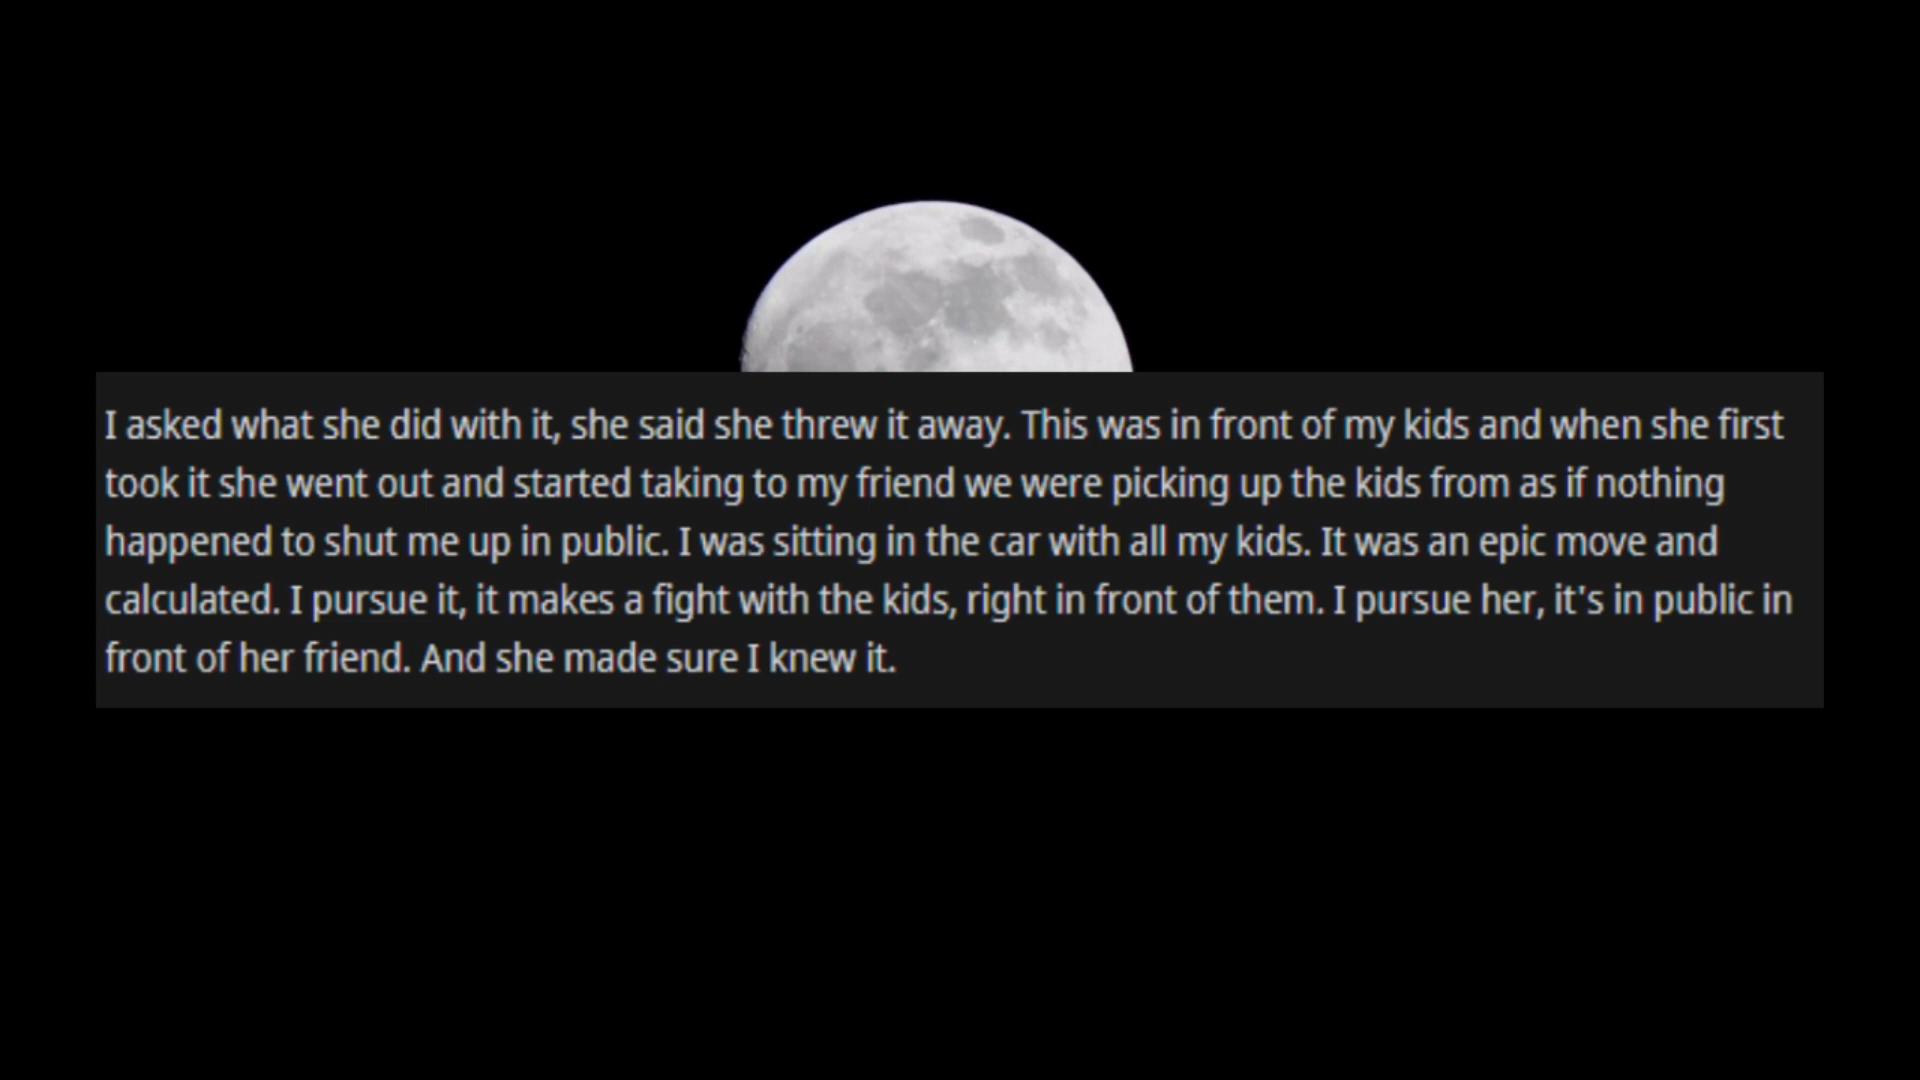 I asked what she did with it, she said she threw it away. This was in front of my kids and when she first
took it she went out and started taking to my friend we were picking up the kids from as if nothing
happened to shut me up in public. I was sitting in the car with all my kids. It was an epic move and
calculated. I pursue it, it makes a fight with the kids, right in front of them. I pursue her, it's in public in
front of her friend. And she made sure I knew it.